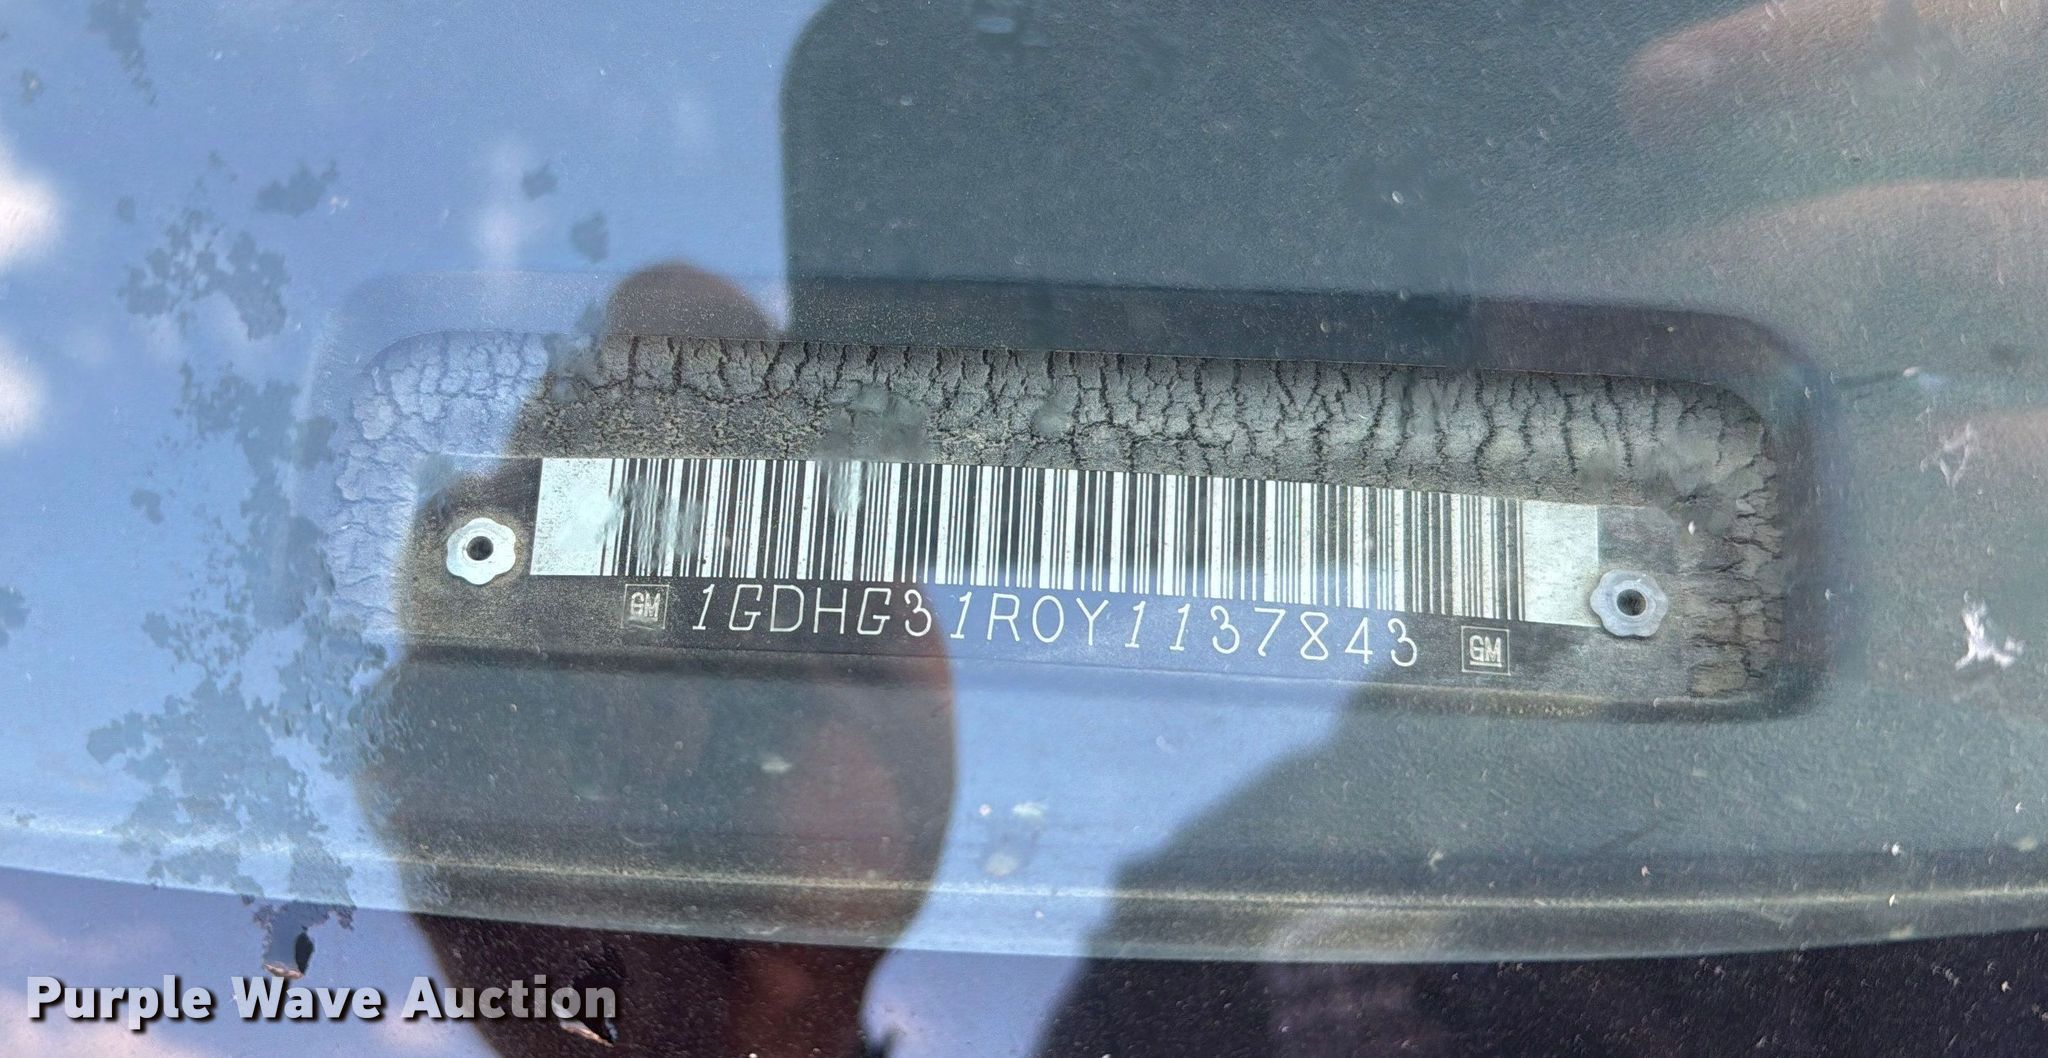 GM 1GDHG31R0Y1137843 GM
Purple Wave Auction